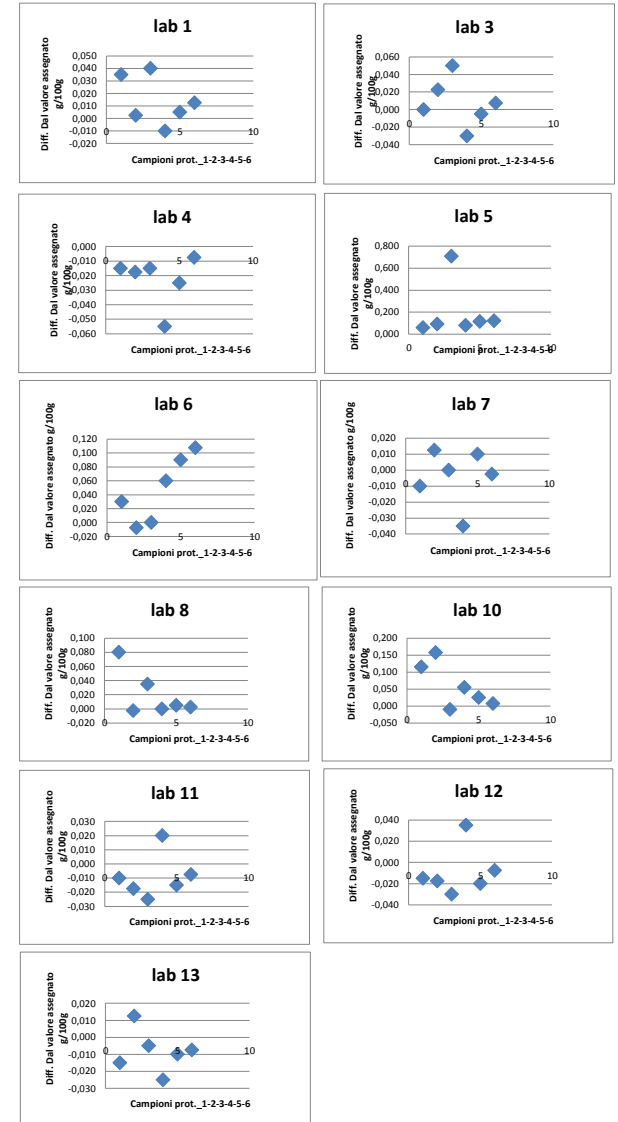 lab 1
Diff. Dal valore assegnato
g/100g
0,050
0,040
0,030
0,020
0,010
0,000
-0,010
-0,020
0
5
10
Campioni prot._1-2-3-4-5-6
lab 3
Diff. Dal valore assegnato
g/100g
0,060
0,040
0,020
0,000
-0,020
-0,040
0
5
10
Campioni prot._1-2-3-4-5-6
lab 4
Diff. Dal valore assegnato
g/100g
0,000
-0,010
-0,020
-0,030
-0,040
-0,050
-0,060
0
5
10
Campioni prot._1-2-3-4-5-6
lab 5
Diff. Dal valore assegnato
g/100g
0,800
0,600
0,400
0,200
0,000
0
5
10
Campioni prot._1-2-3-4-5-6
lab 6
Diff. Dal valore assegnato g/100g
0,120
0,100
0,080
0,060
0,040
0,020
0,000
-0,020
0
5
10
Campioni prot._1-2-3-4-5-6
lab 7
Diff. Dal valore assegnato g/100g
0,020
0,010
0,000
-0,010
-0,020
-0,030
-0,040
0
5
10
Campioni prot._1-2-3-4-5-6
lab 8
Diff. Dal valore assegnato
g/100g
0,100
0,080
0,060
0,040
0,020
0,000
-0,020
0
5
10
Campioni prot._1-2-3-4-5-6
lab 10
Diff. Dal valore assegnato
g/100g
0,200
0,150
0,100
0,050
0,000
-0,050
0
5
10
Campioni prot._1-2-3-4-5-6
lab 11
Diff. Dal valore assegnato
g/100g
0,030
0,020
0,010
0,000
-0,010
-0,020
-0,030
0
5
10
Campioni prot._1-2-3-4-5-6
lab 12
Diff. Dal valore assegnato
g/100g
0,040
0,020
0,000
-0,020
-0,040
0
5
10
Campioni prot._1-2-3-4-5-6
lab 13
Diff. Dal valore assegnato
g/100g
0,020
0,010
0,000
-0,010
-0,020
-0,030
0
5
10
Campioni prot._1-2-3-4-5-6